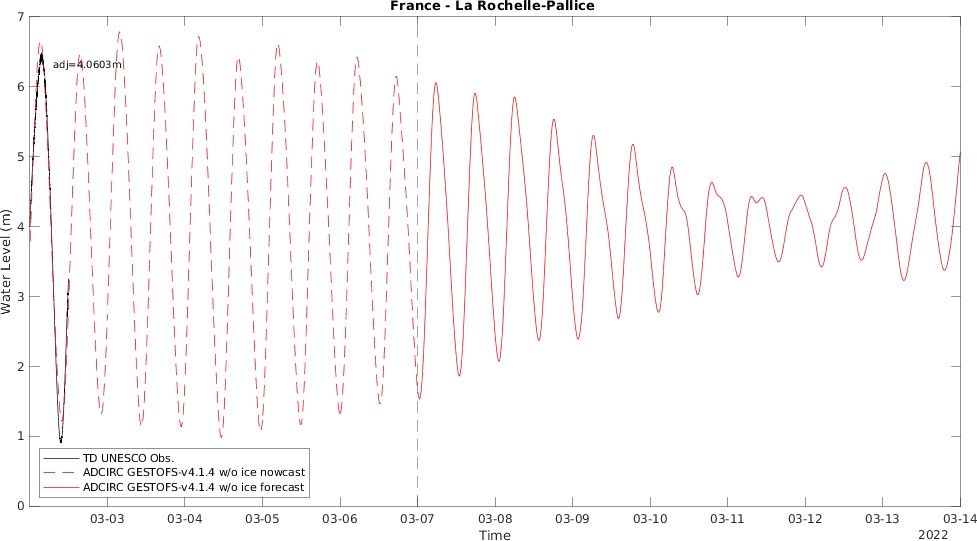 France - La Rochelle-Pallice
7
adj=4.0603m
6
5
4
3
2
1
0
Water Level (m)
TD UNESCO Obs.
ADCIRC GESTOFS-v4.1.4 w/o ice nowcast
ADCIRC GESTOFS-v4.1.4 w/o ice forecast
03-03 03-04 03-05 03-06 03-07 03-08 03-09 03-10 03-11 03-12 03-13 03-14
Time
2022